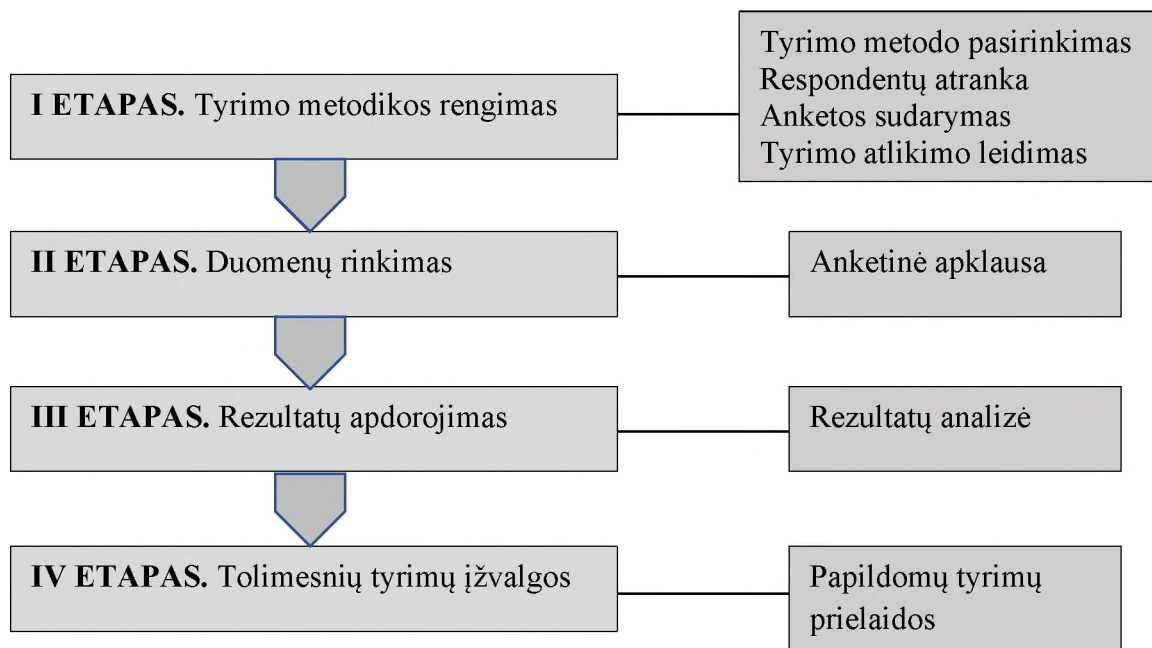 I ETAPAS. Tyrimo metodikos rengimas
Tyrimo metodo pasirinkimas
Respondentų atranka
Anketos sudarymas
Tyrimo atlikimo leidimas
II ETAPAS. Duomenų rinkimas
Anketinė apklausa
III ETAPAS. Rezultatų apdorojimas
Rezultatų analizė
IV ETAPAS. Tolimesnių tyrimų įžvalgos
Papildomų tyrimų
prielaidos